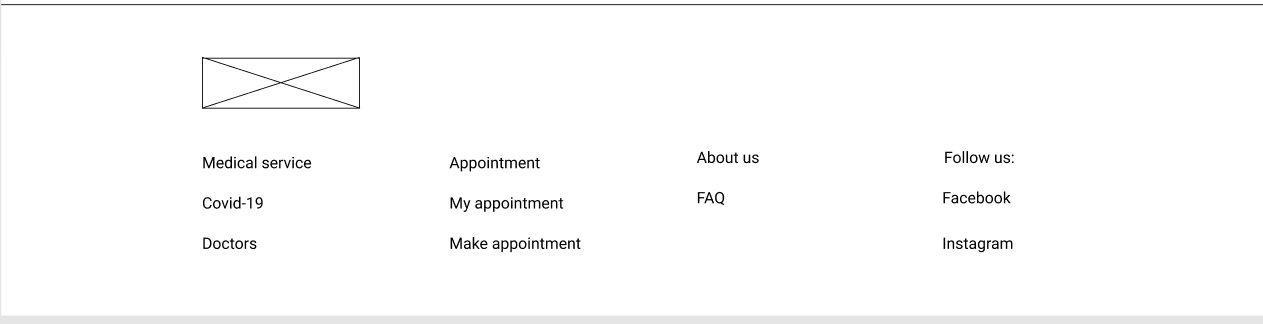 Medical service
Covid-19
Doctors
Appointment
My appointment
Make appointment
About us
FAQ
Follow us:
Facebook
Instagram